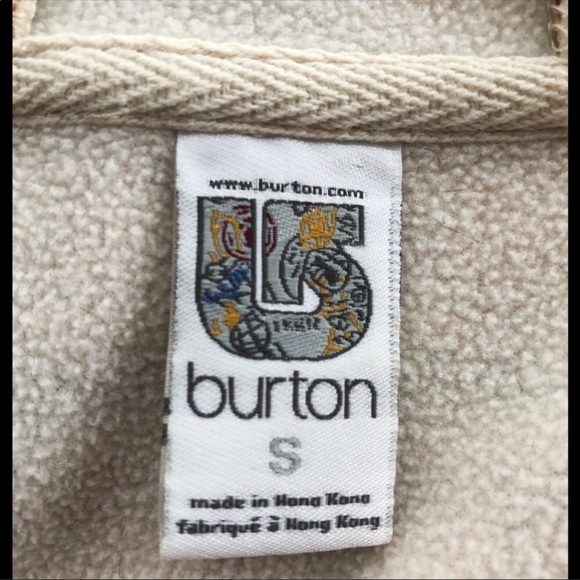 www.burton.com
burton
S
made in Hong Kong
fabriqué à Hong Kong